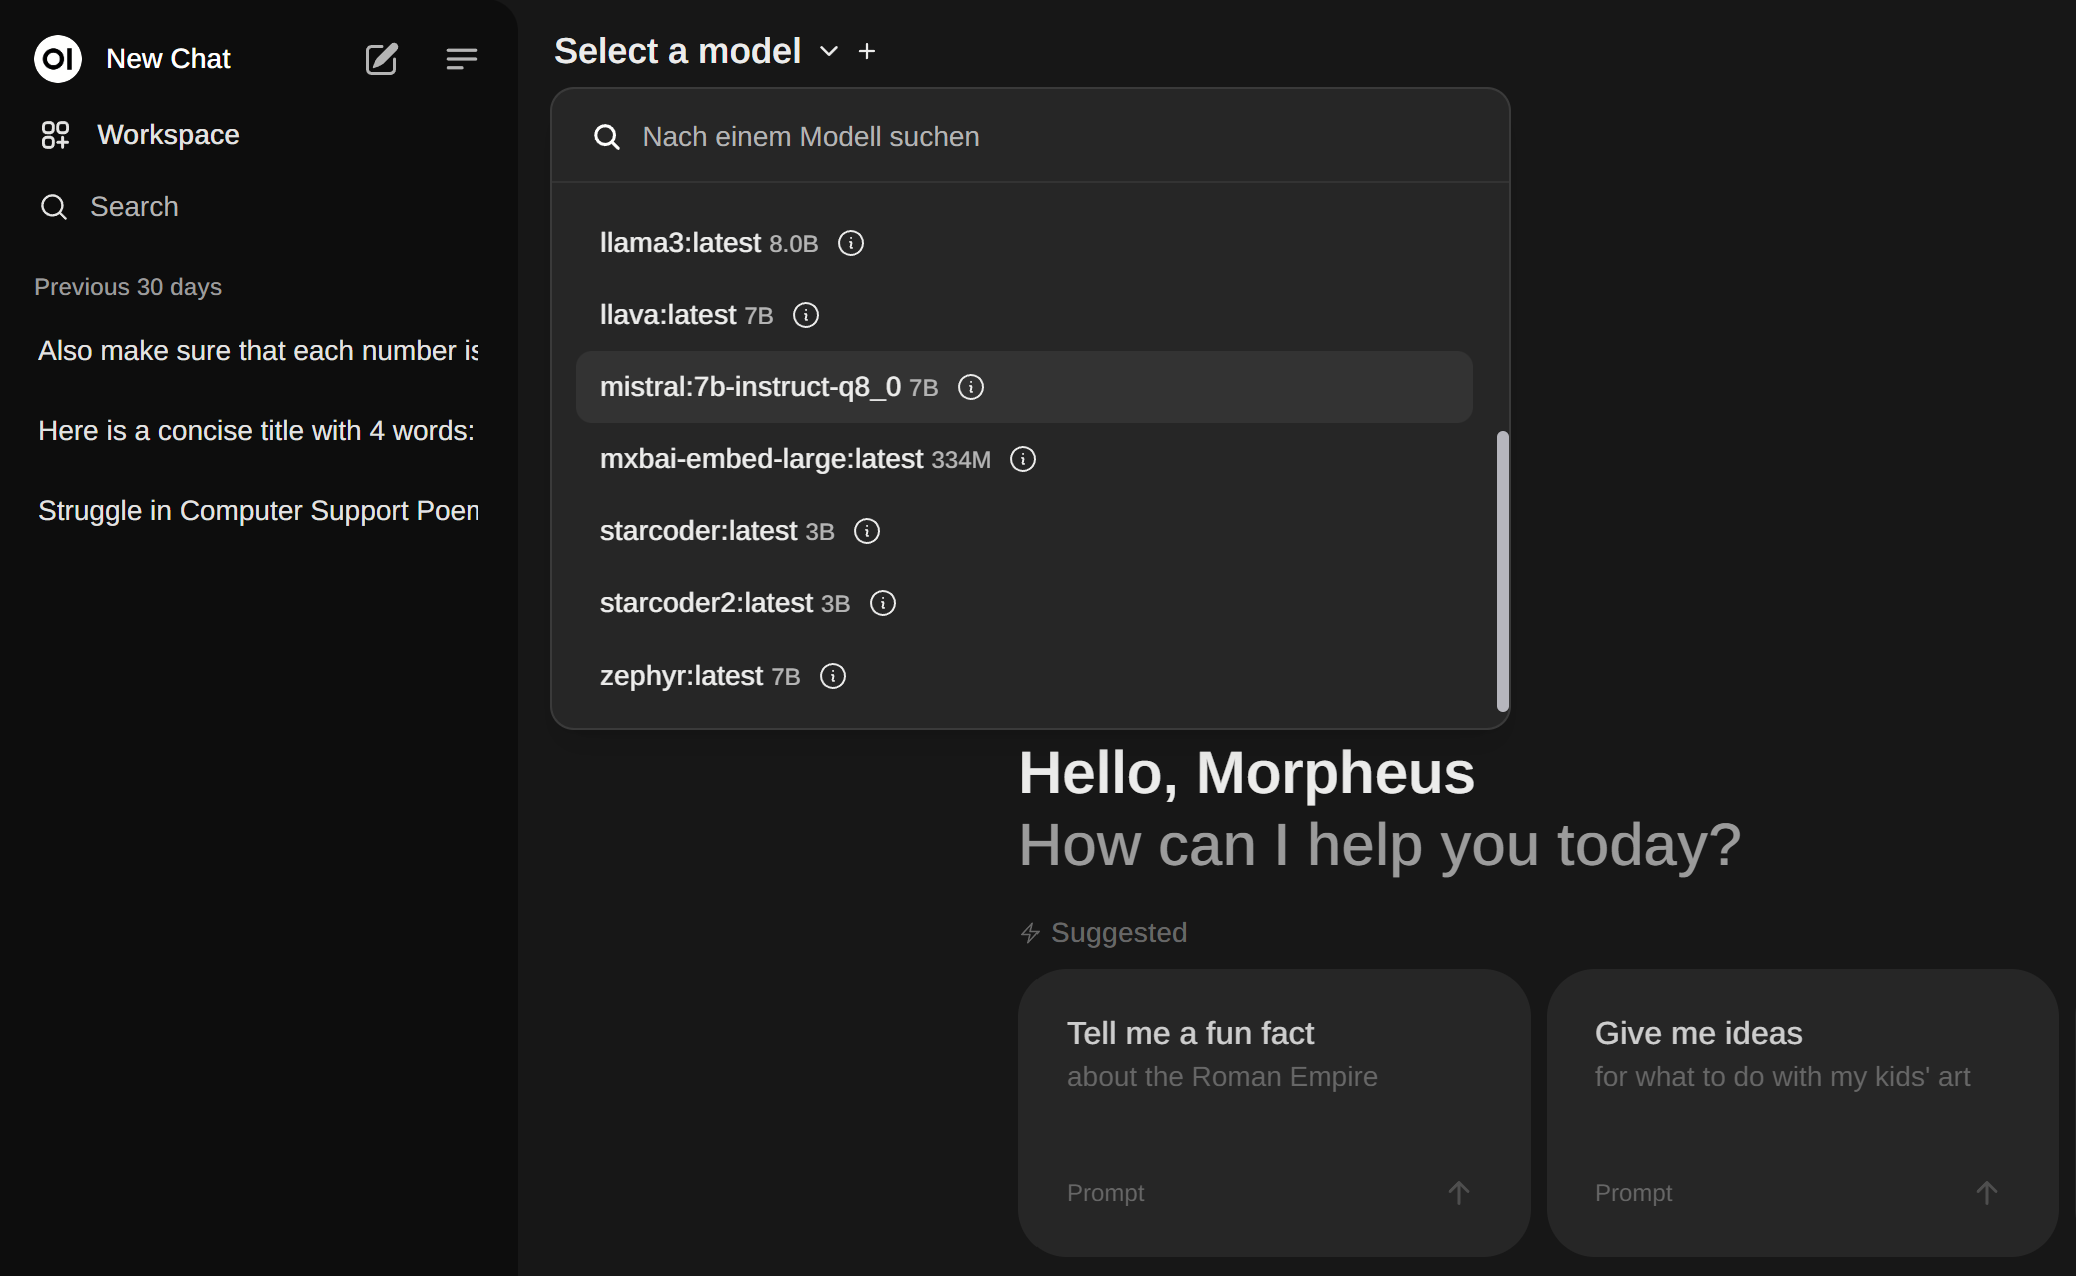 OI New Chat
Workspace
Search
Previous 30 days
Also make sure that each number is
Here is a concise title with 4 words:
Struggle in Computer Support Poem
Select a model
Nach einem Modell suchen
llama3:latest 8.0B
llava:latest 7B
mistral:7b-instruct-q8_0 7B
mxbai-embed-large:latest 334M
starcoder:latest 3B
starcoder2:latest 3B
zephyr:latest 7B
Hello, Morpheus
How can I help you today?
Suggested
Tell me a fun fact
about the Roman Empire
Prompt
Give me ideas
for what to do with my kids' art
Prompt